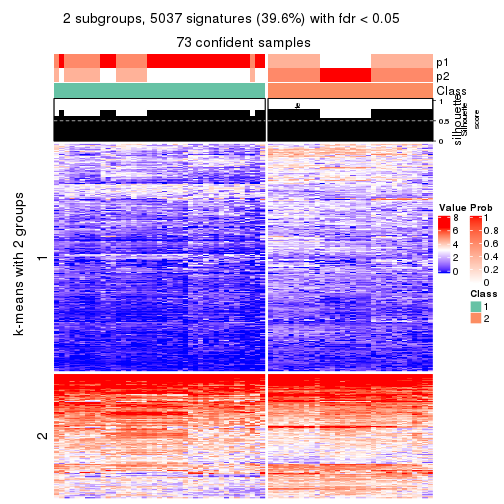 2 subgroups, 5037 signatures (39.6%) with fdr < 0.05
73 confident samples
p1
p2
Class
1
0.5
0
silhouette
Silhouette
score
k-means with 2 groups
1
2
Value
8
6
4
2
0
Prob
1
0.8
0.6
0.4
0.2
0
Class
1
2